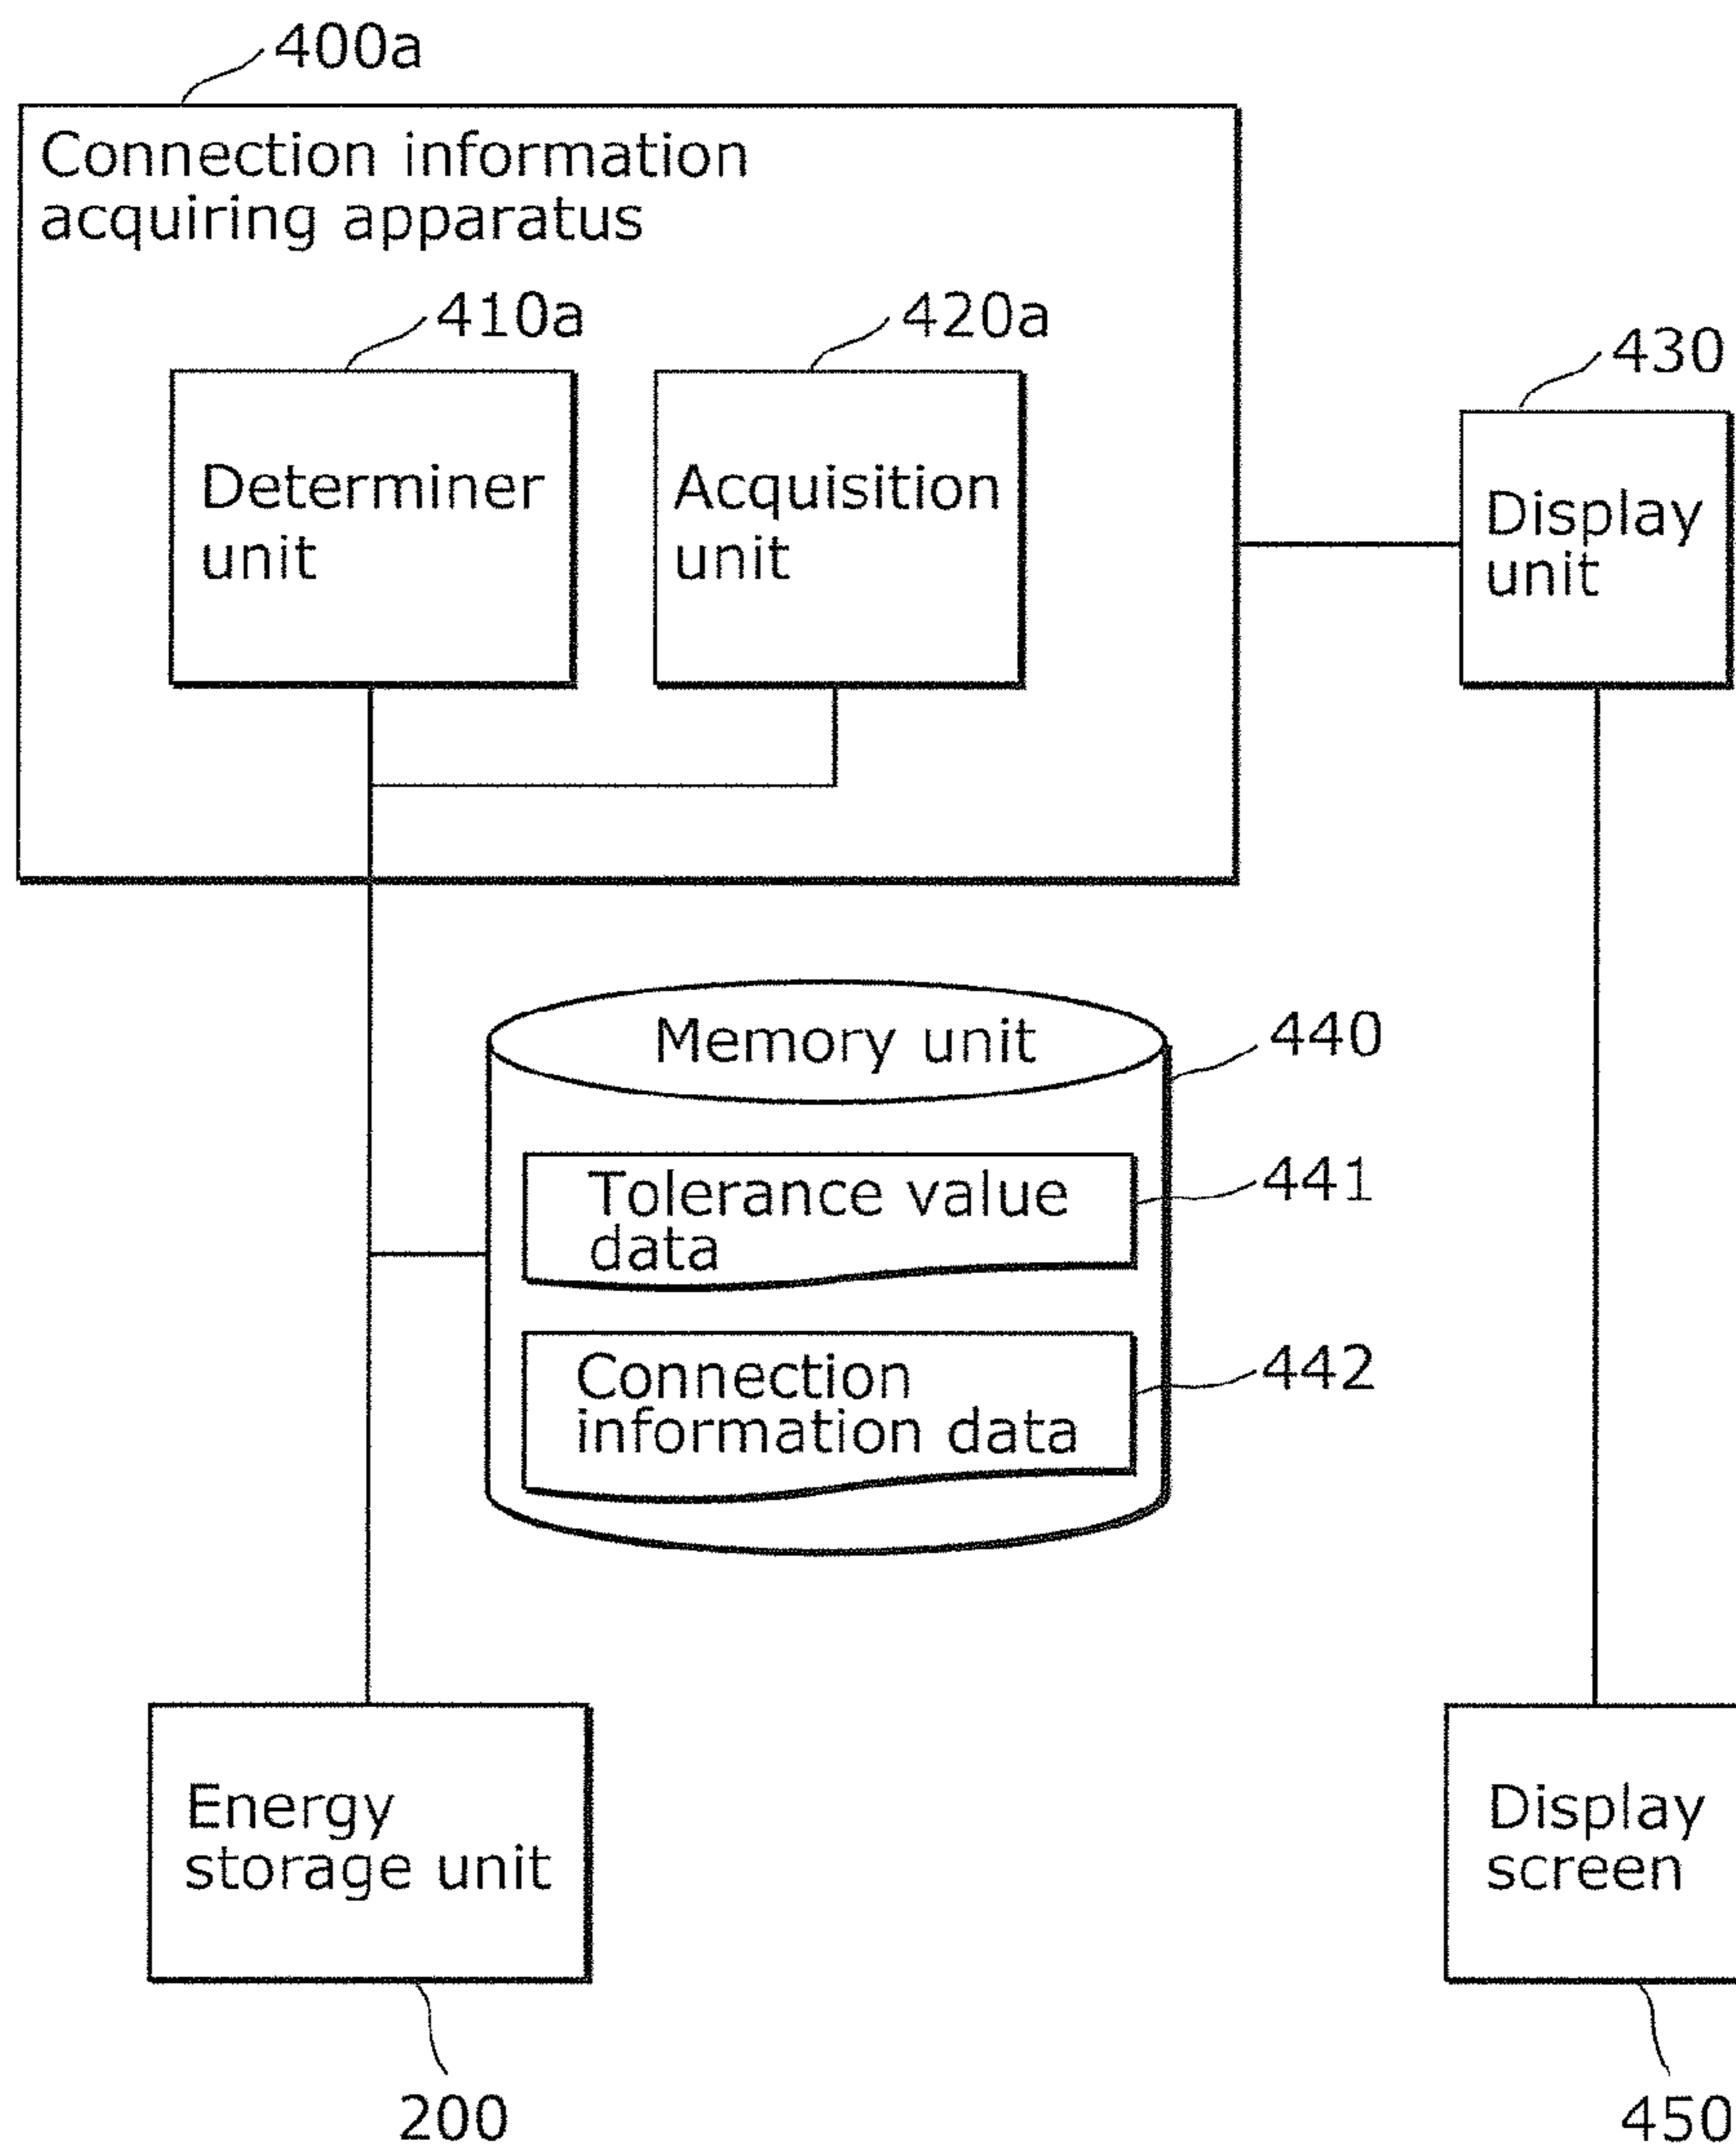 400a
Connection information
acquiring apparatus
410a
420a
430
Determiner
unit
Acquisition
unit
Display
unit
Memory unit
440
Tolerance value
data
441
Connection
information data
442
Energy
storage unit
Display
screen
200
450